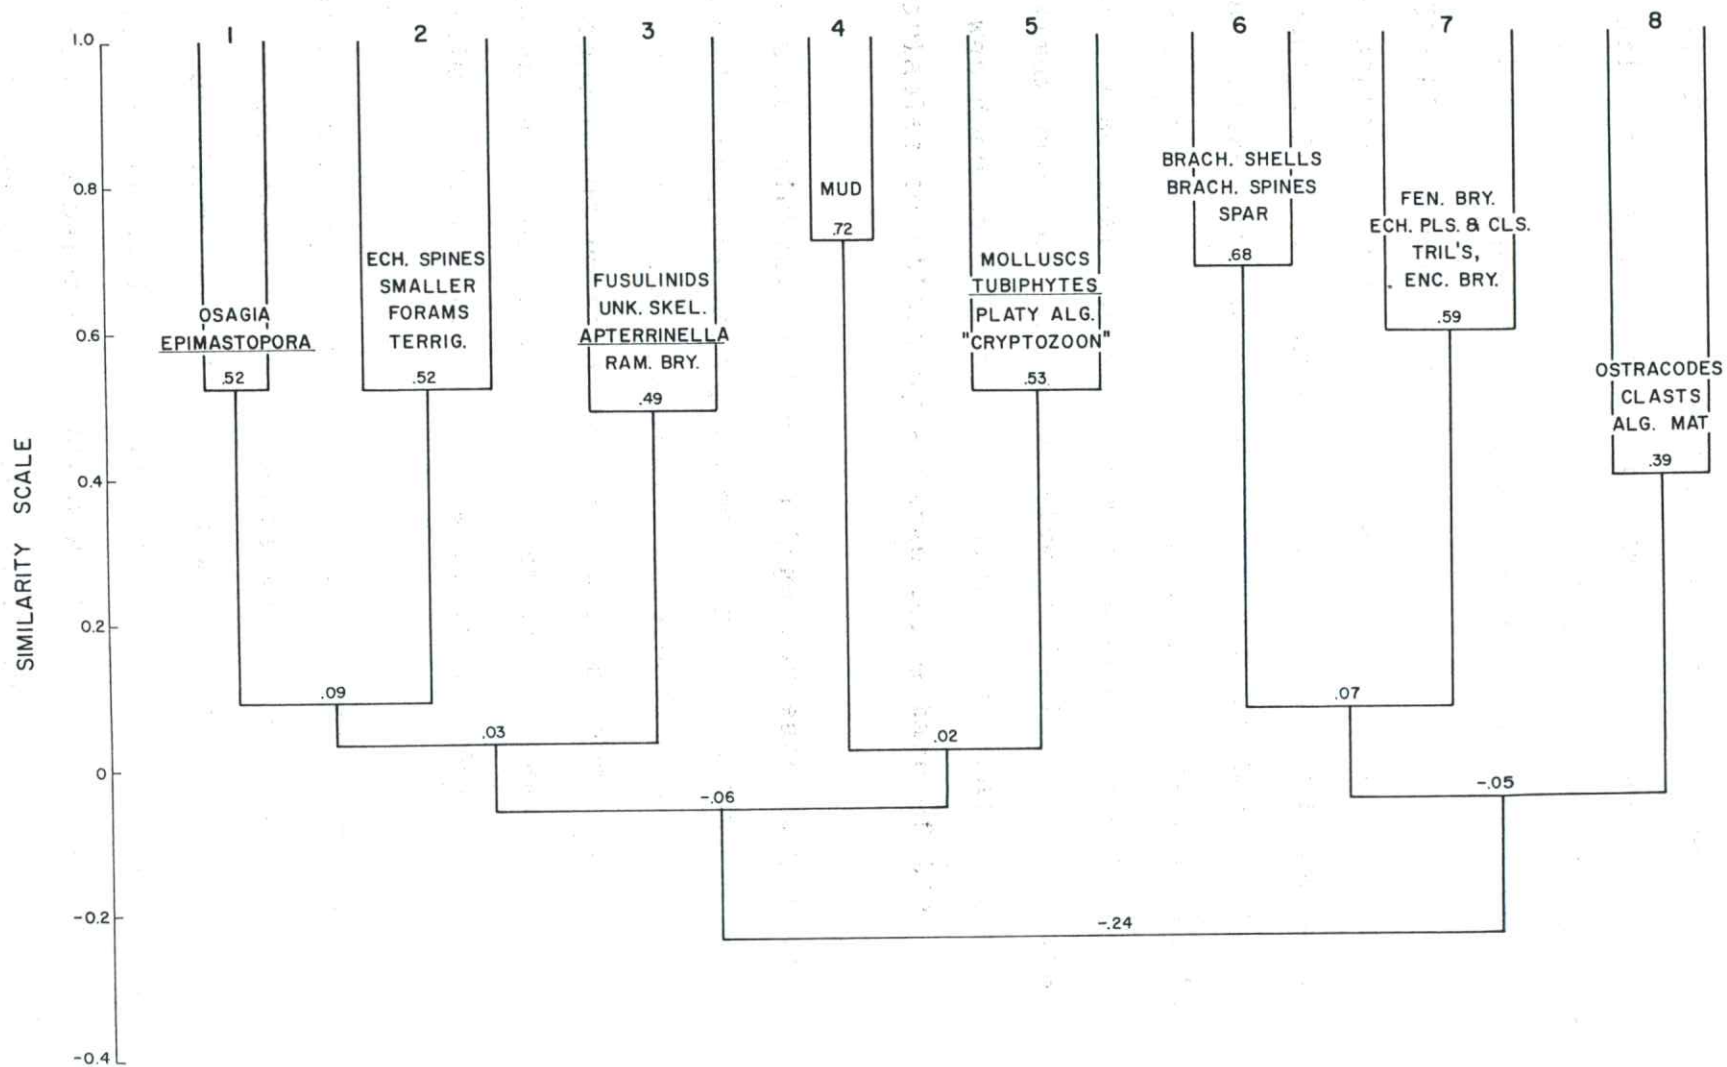 1 2 3 4 5 6 7 8
1.0
0.8
0.6
0.4
0.2
0
-0.2
-0.4
SIMILARITY SCALE
OSAGIA
EPIMASTOPORA
.52
ECH. SPINES
SMALLER
FORAMS
TERRIG.
.52
FUSULINIDS
UNK. SKEL.
APTERRINELLA
RAM. BRY.
.49
MUD
.72
MOLLUSCS
TUBIPHYTES
PLATY ALG.
"CRYPTOZOON"
.53
BRACH. SHELLS
BRACH. SPINES
SPAR
.68
FEN. BRY.
ECH. PLS. & CLS.
TRIL'S,
ENC. BRY.
.59
OSTRACODES
CLASTS
ALG. MAT
.39
.09
.03
.02
.07
-.06
-.05
-.24